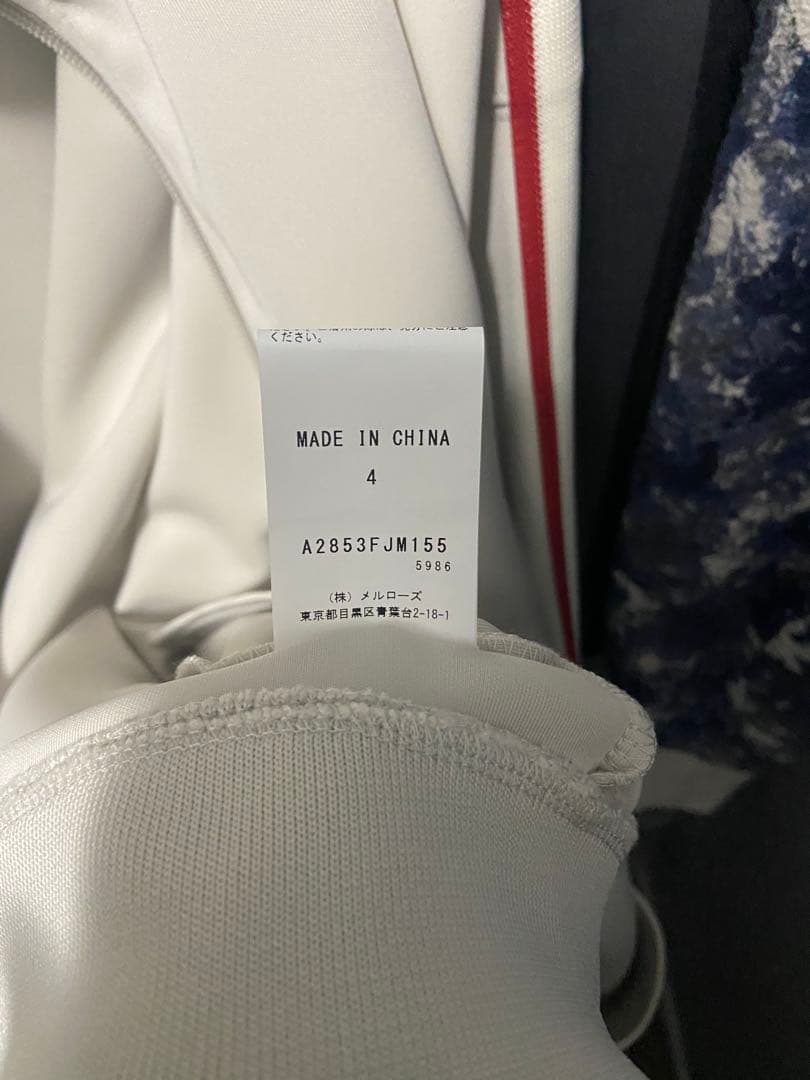 ください。
MADE IN CHINA
4
A2853FJM155
5986
(株) メルローズ
東京都目黒区青葉台2-18-1